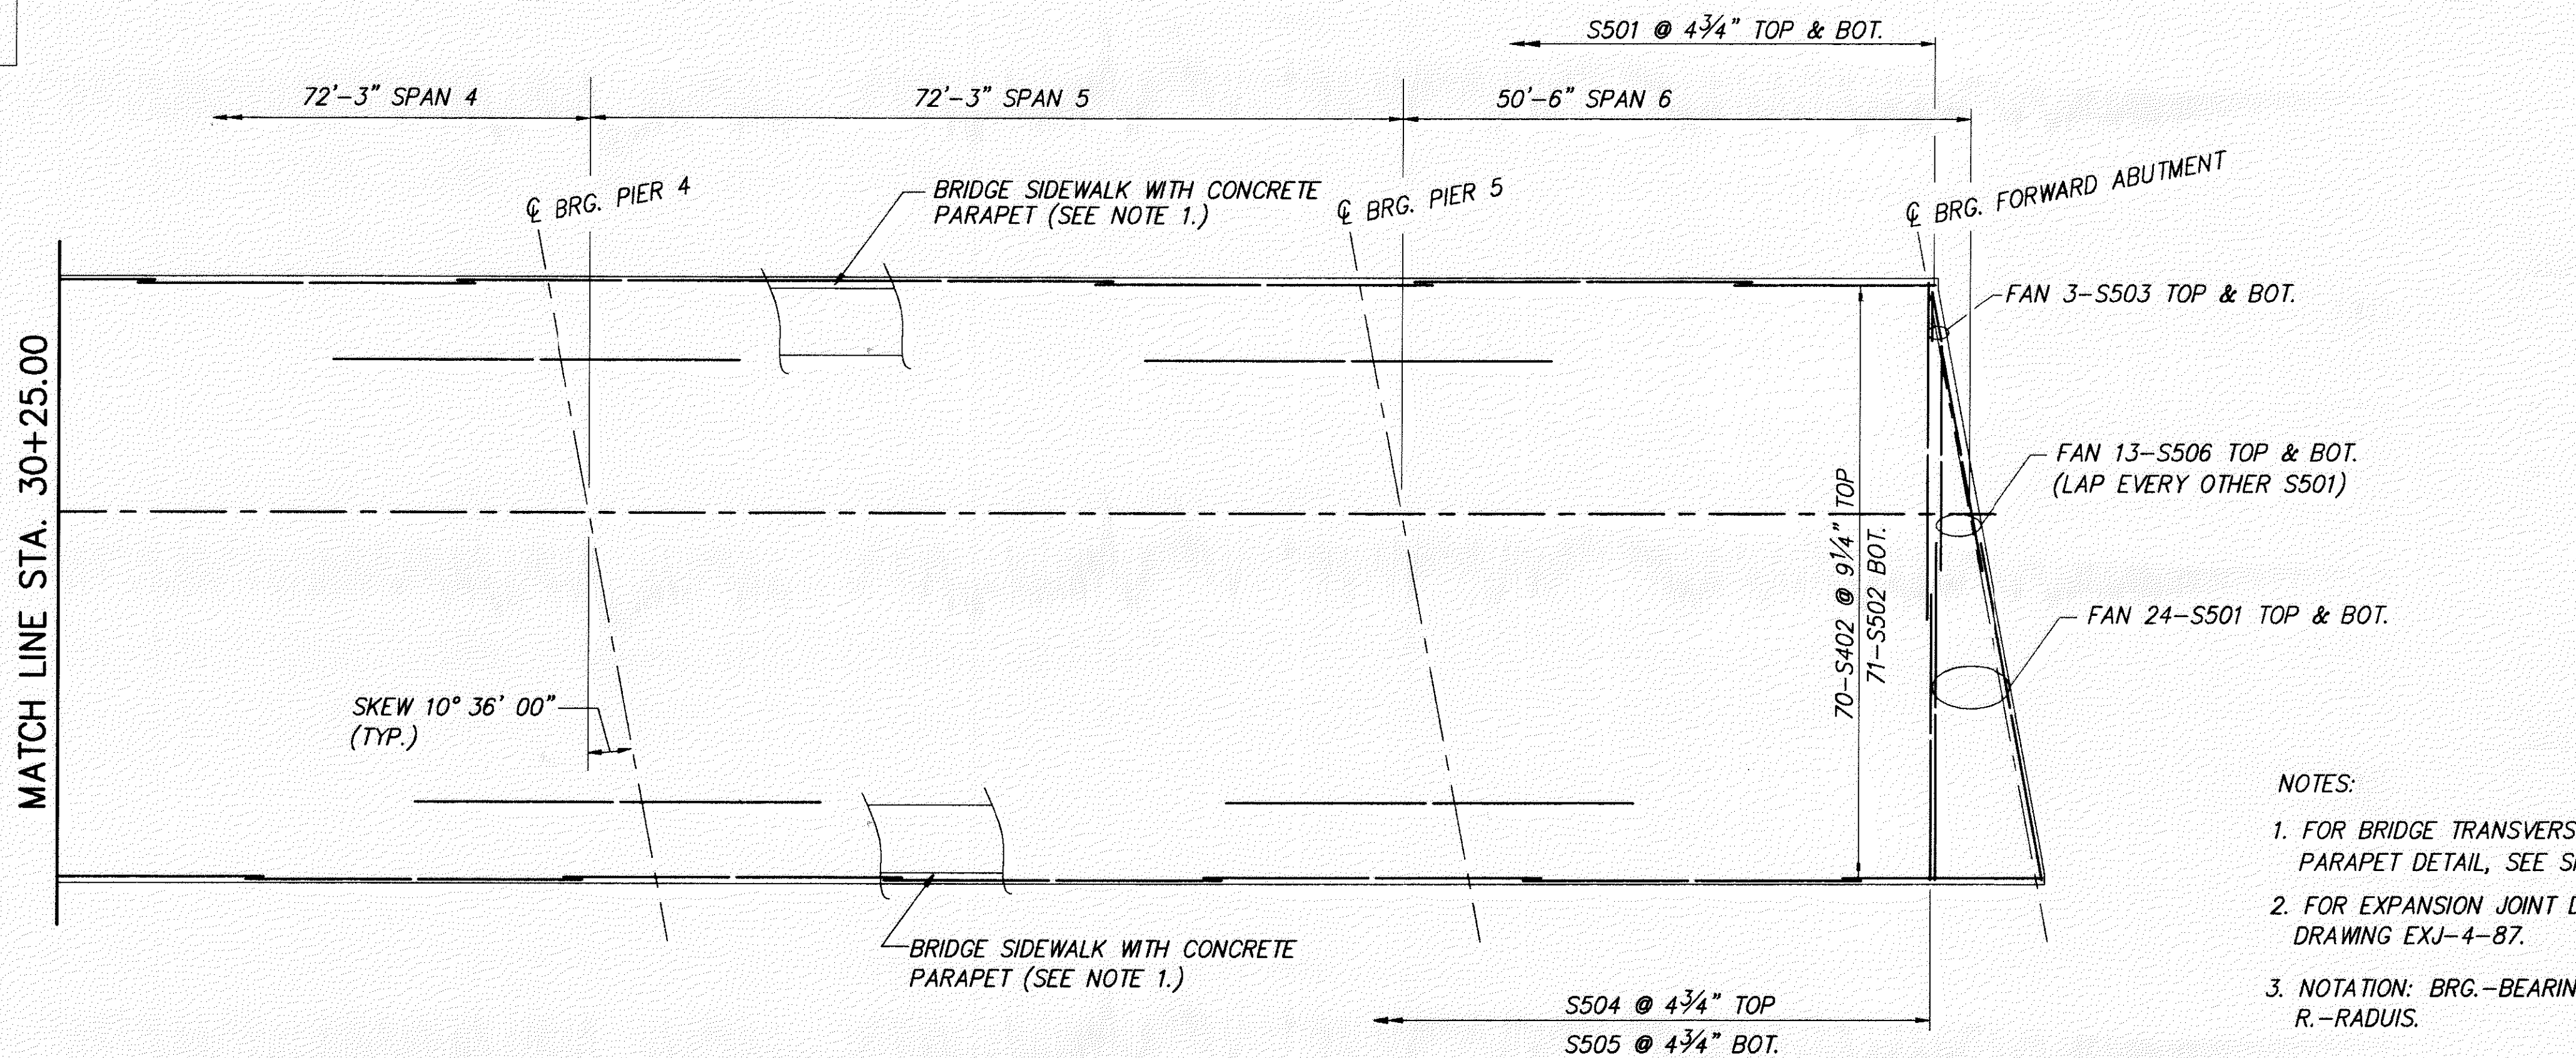 S501 @ 4¾" TOP & BOT.
72'-3" SPAN 4
72'-3" SPAN 5
50'-6" SPAN 6
℄ BRG. PIER 4
BRIDGE SIDEWALK WITH CONCRETE
PARAPET (SEE NOTE 1.)
℄ BRG. PIER 5
℄ BRG. FORWARD ABUTMENT
FAN 3-S503 TOP & BOT.
MATCH LINE STA. 30+25.00
FAN 13-S506 TOP & BOT.
(LAP EVERY OTHER S501)
70-S402 @ 9¼" TOP
71-S502 BOT.
FAN 24-S501 TOP & BOT.
SKEW 10° 36' 00"
(TYP.)
BRIDGE SIDEWALK WITH CONCRETE
PARAPET (SEE NOTE 1.)
S504 @ 4¾" TOP
S505 @ 4¾" BOT.
NOTES:
1. FOR BRIDGE TRANSVERS
PARAPET DETAIL, SEE
2. FOR EXPANSION JOINT
DRAWING EXJ-4-87.
3. NOTATION: BRG.-BEARIN
R.-RADUIS.